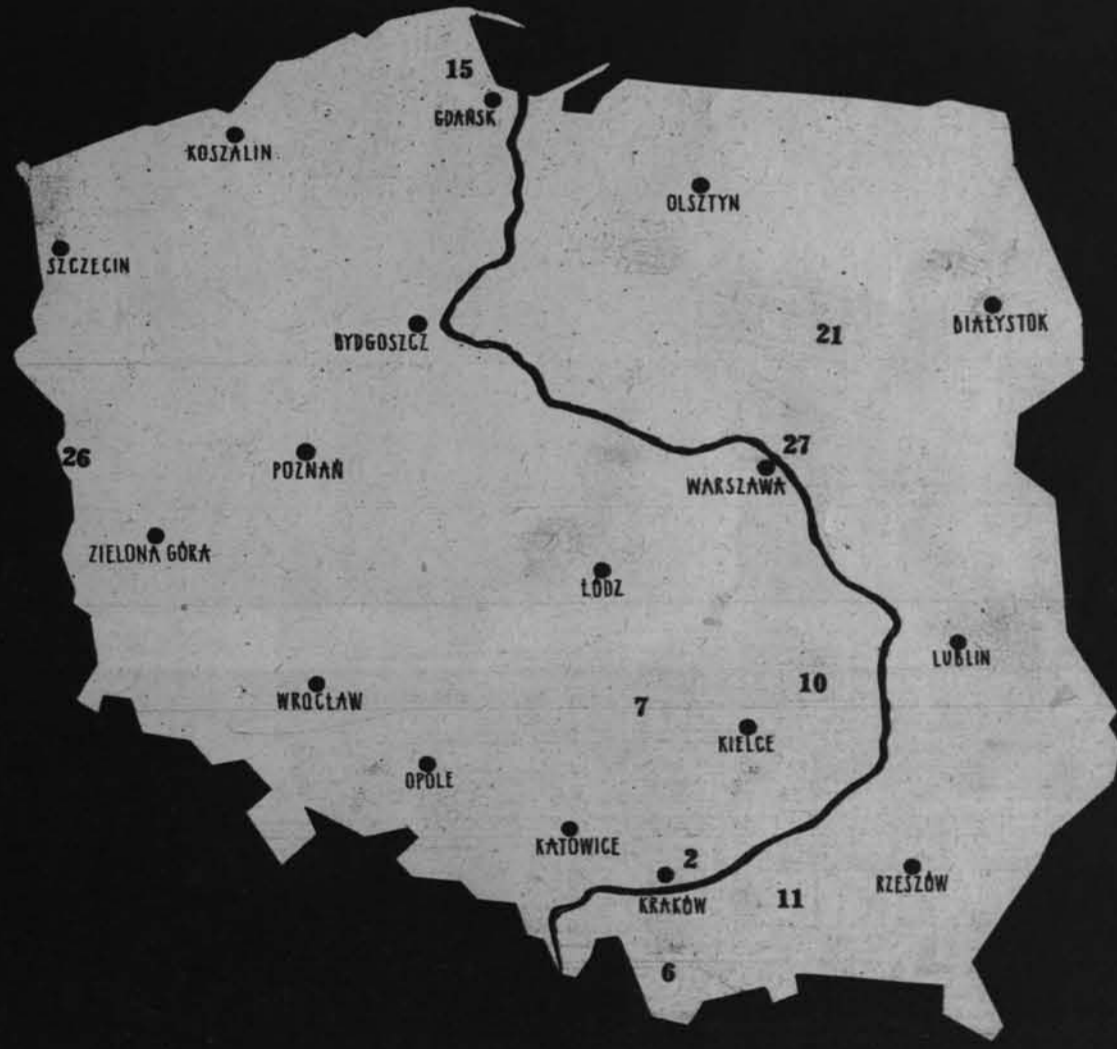 15
GDAŃSK
KOSZALIN
OLSZTYN
SZCZECIN
BYDGOSZCZ
21
BIAŁYSTOK
26
POZNAŃ
27
WARSZAWA
ZIELONA GÓRA
ŁÓDZ
LUBLIN
WROCŁAW
7
10
KIELCE
OPOLE
KATOWICE
2
KRAKÓW
11
RZESZÓW
6